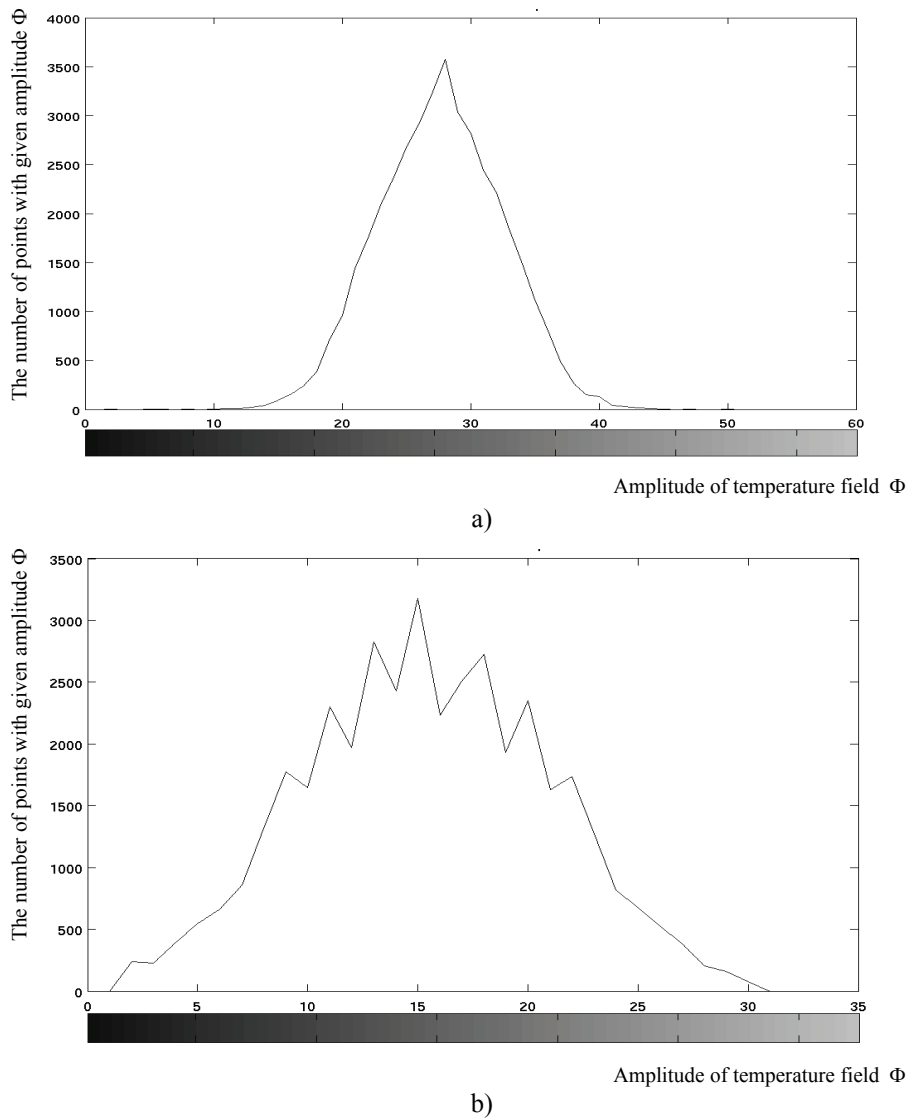 The number of points with given amplitude Φ
4000
3500
3000
2500
2000
1500
1000
500
0
0 10 20 30 40 50 60
Amplitude of temperature field Φ
a)
The number of points with given amplitude Φ
3500
3000
2500
2000
1500
1000
500
0
0 5 10 15 20 25 30 35
Amplitude of temperature field Φ
b)